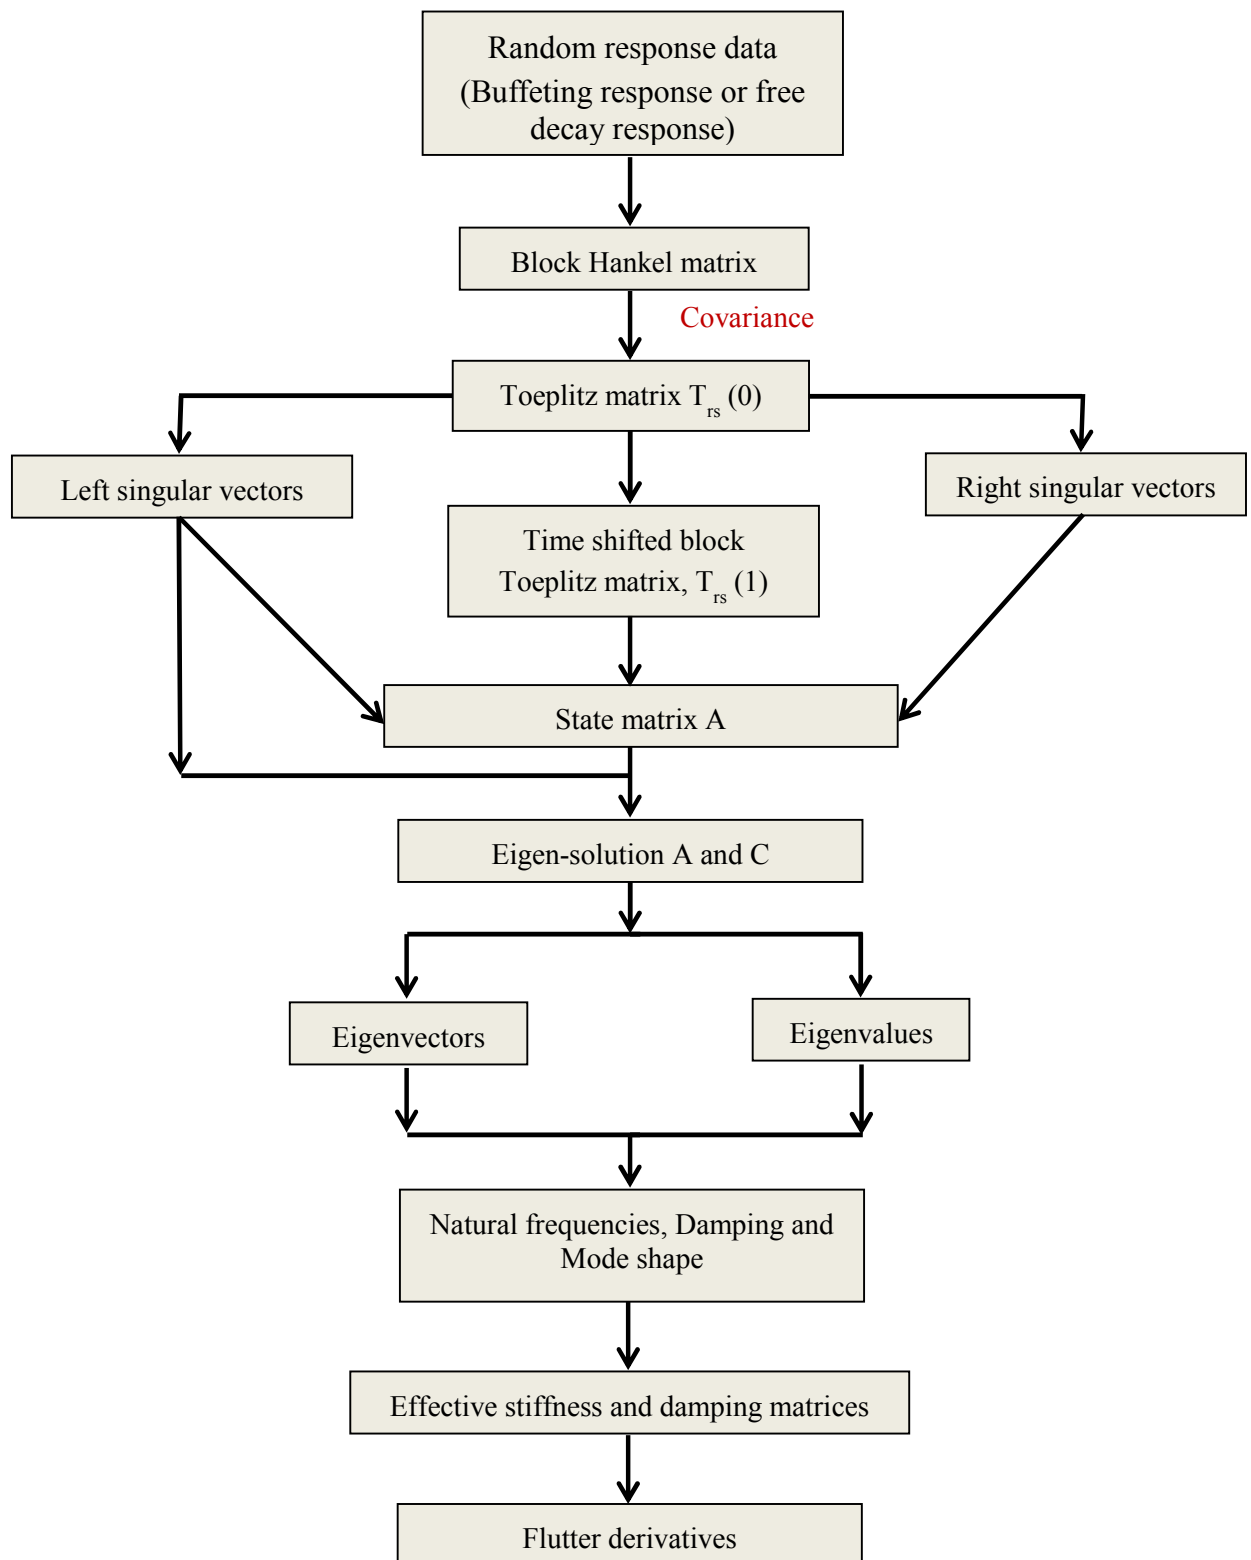 Random response data
(Buffeting response or free
decay response)
Block Hankel matrix
Covariance
Toeplitz matrix T_rs (0)
Left singular vectors
Right singular vectors
Time shifted block
Toeplitz matrix, T_rs (1)
State matrix A
Eigen-solution A and C
Eigenvectors
Eigenvalues
Natural frequencies, Damping and
Mode shape
Effective stiffness and damping matrices
Flutter derivatives